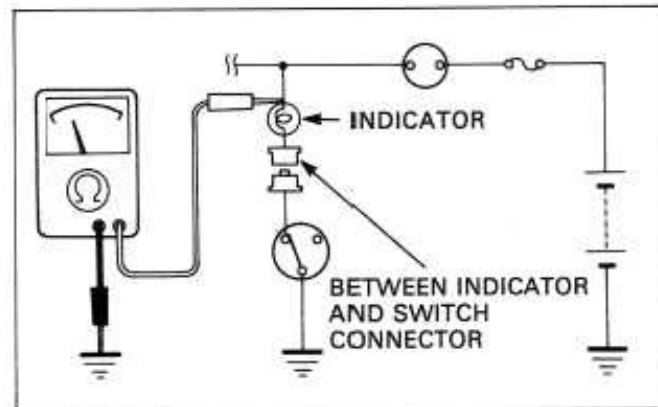 INDICATOR
BETWEEN INDICATOR
AND SWITCH
CONNECTOR
Ω